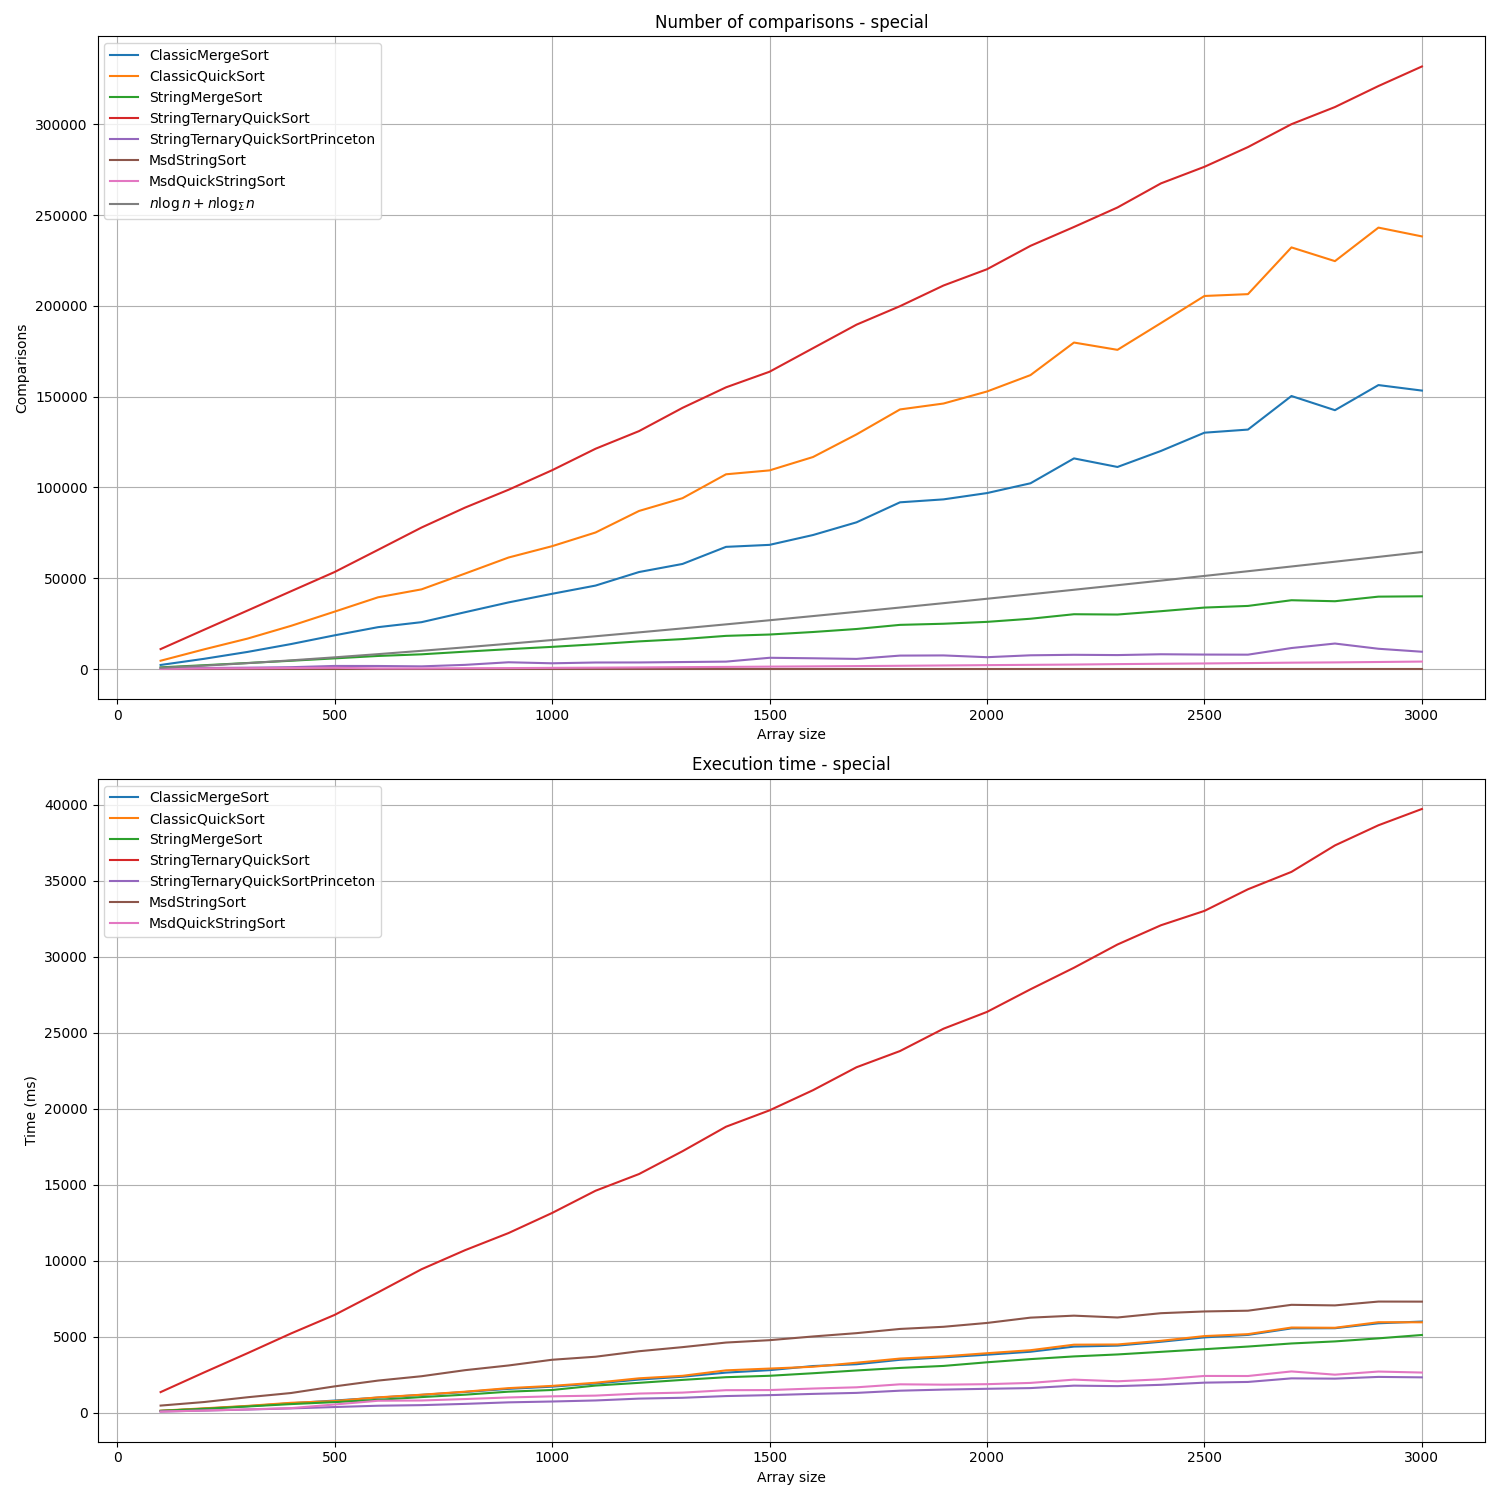 Number of comparisons - special
ClassicMergeSort
ClassicQuickSort
StringMergeSort
StringTernaryQuickSort
StringTernaryQuickSortPrinceton
MsdStringSort
MsdQuickStringSort
n log n + n log_Σ n
Comparisons
300000
250000
200000
150000
100000
50000
0
0 500 1000 1500 2000 2500 3000
Array size
Execution time - special
ClassicMergeSort
ClassicQuickSort
StringMergeSort
StringTernaryQuickSort
StringTernaryQuickSortPrinceton
MsdStringSort
MsdQuickStringSort
Time (ms)
40000
35000
30000
25000
20000
15000
10000
5000
0
0 500 1000 1500 2000 2500 3000
Array size